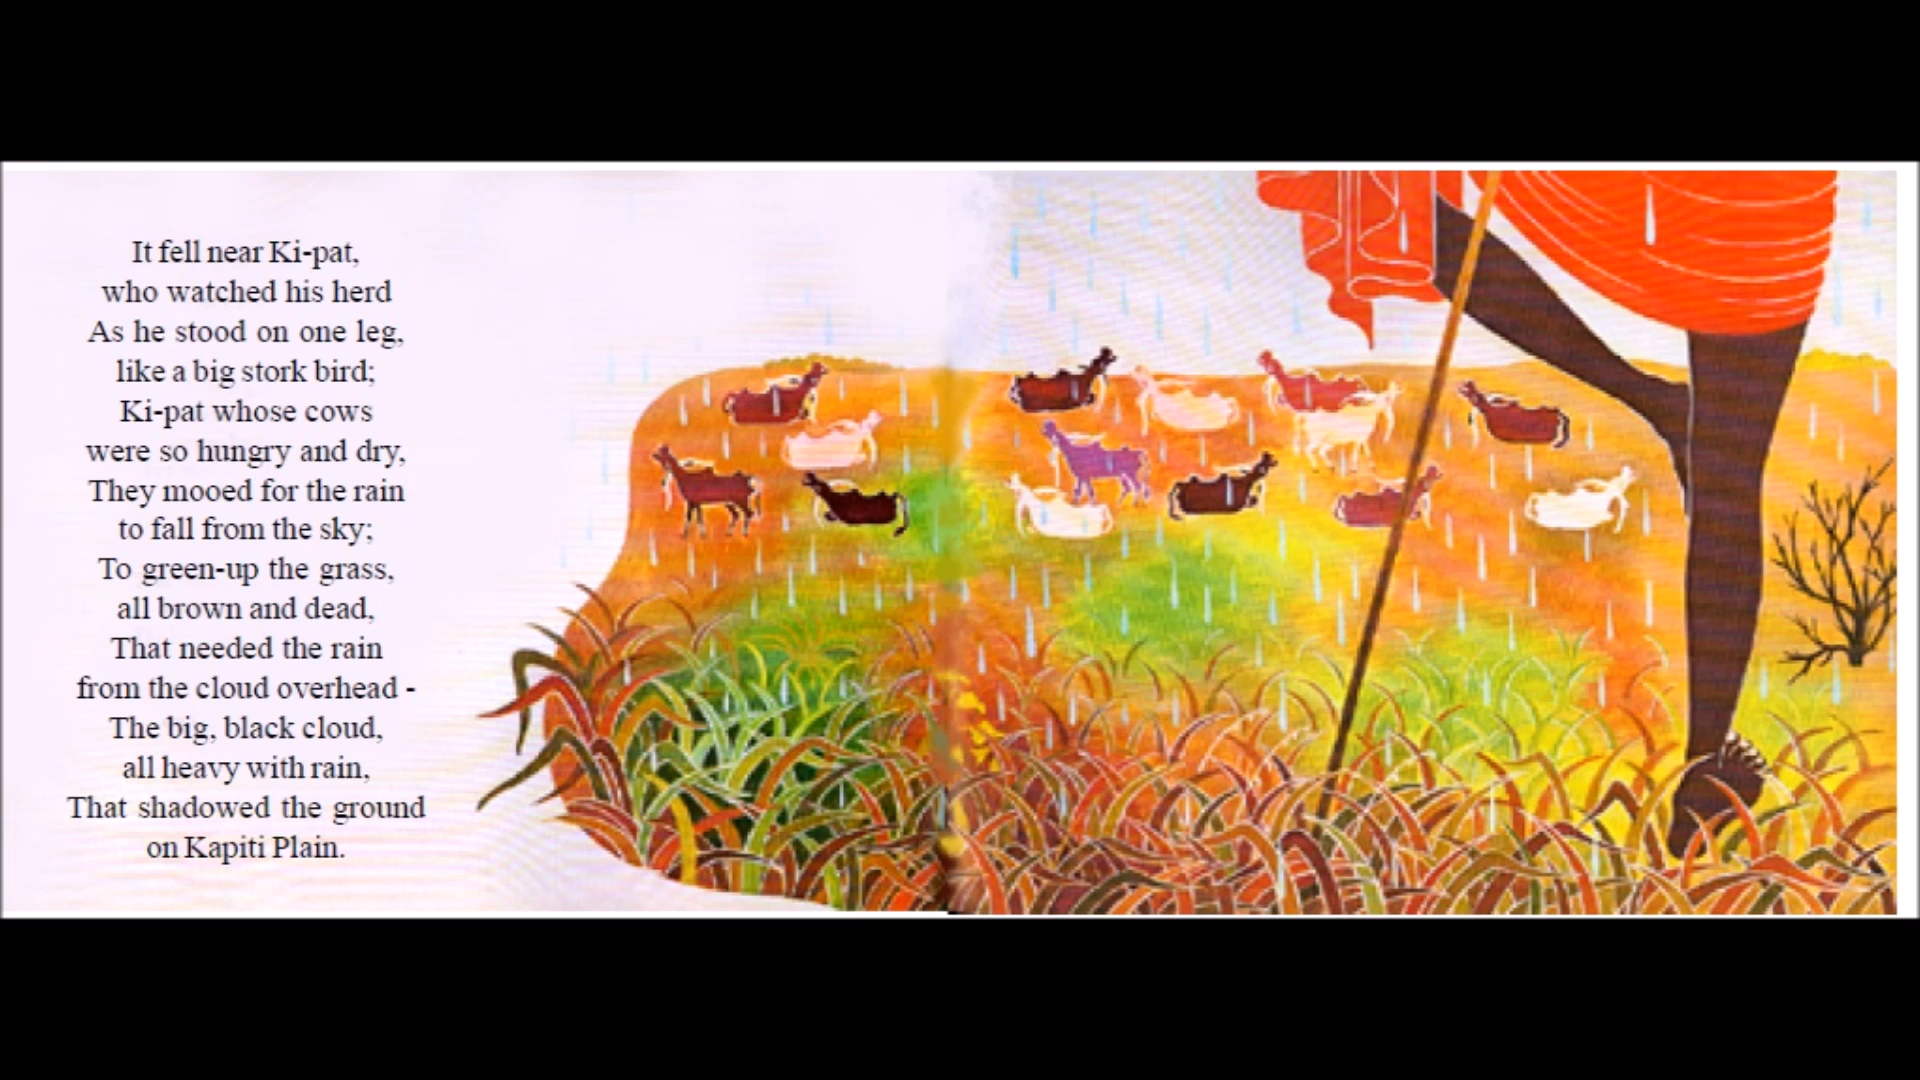 It fell near Ki-pat,
who watched his herd
As he stood on one leg,
like a big stork bird;
Ki-pat whose cows
were so hungry and dry,
They mooed for the rain
to fall from the sky;
To green-up the grass,
all brown and dead,
That needed the rain
from the cloud overhead -
The big, black cloud,
all heavy with rain,
That shadowed the ground
on Kapiti Plain.